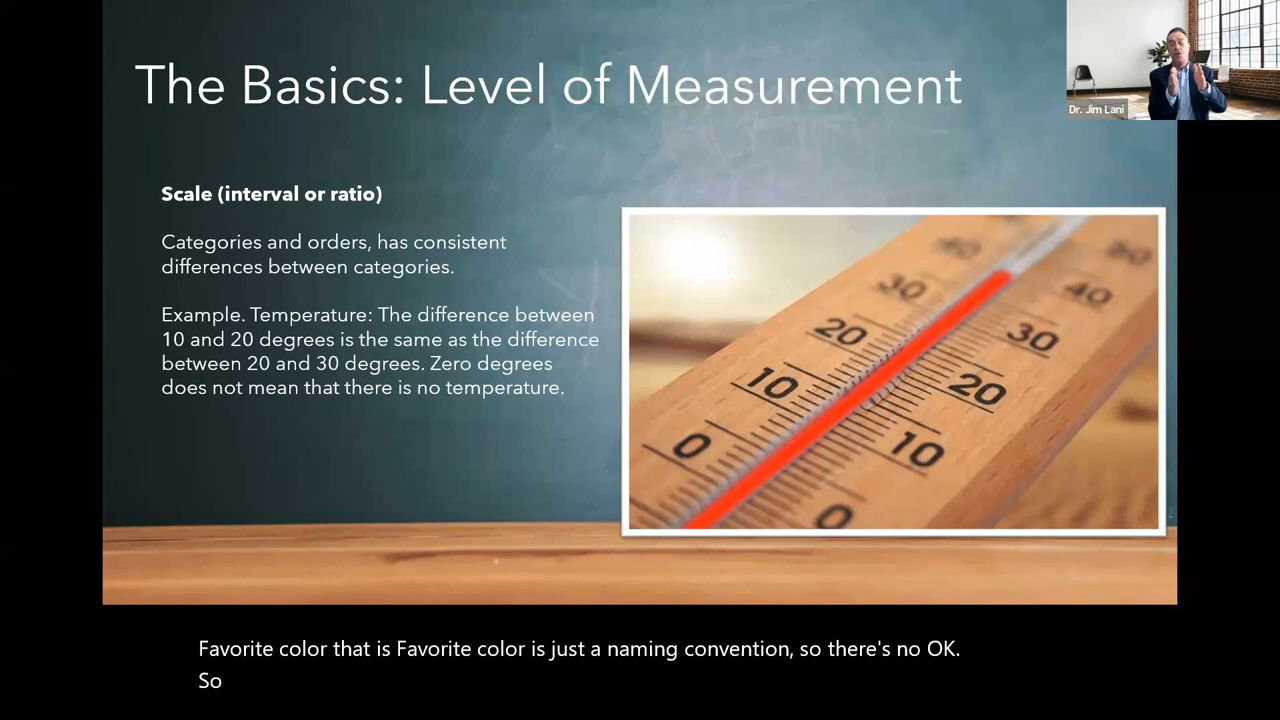 The Basics: Level of Measurement
Dr. Jim Lani
Scale (interval or ratio)
Categories and orders, has consistent
differences between categories.
Example. Temperature: The difference between
10 and 20 degrees is the same as the difference
between 20 and 30 degrees. Zero degrees
does not mean that there is no temperature.
40 50
30 40
20 30
10 20
0 10
0
Favorite color that is Favorite color is just a naming convention, so there's no OK.
So